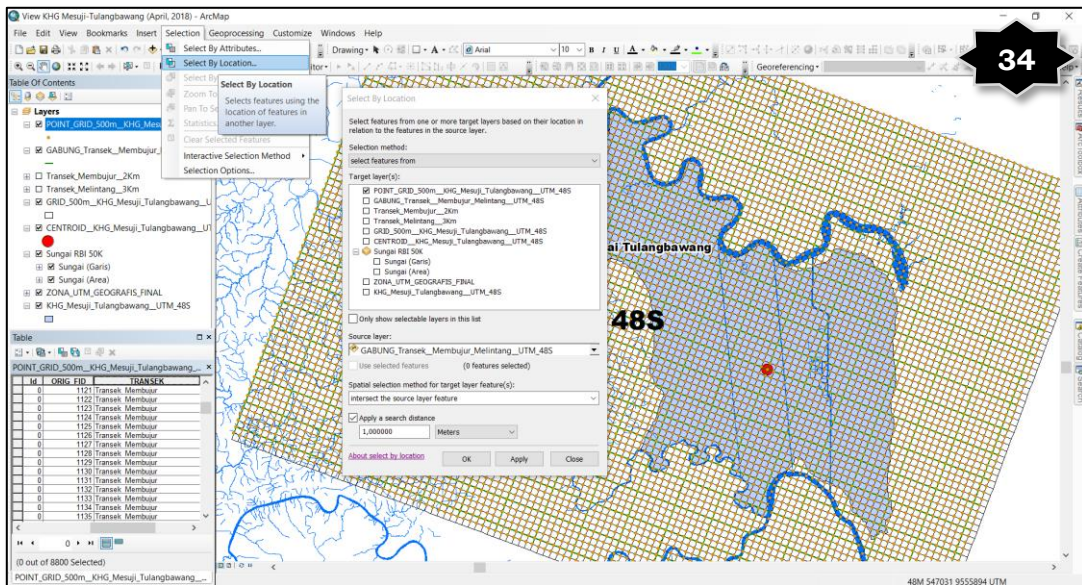 View KHG Mesuji-Tulangbawang (April, 2018) - ArcMap
File Edit View Bookmarks Insert Selection Geoprocessing Customize Windows Help
34
Drawing
Arial
10
B I U
Georeferencing
Select By Attributes...
Select By Location...
Select By
Zoom To
Pan To Se
Statistics
Clear Selected Features
Interactive Selection Method
Selection Options...
Select By Location
Selects features using the
location of features in
another layer.
Table Of Contents
Layers
POINT_GRID_500m__KHG_Mesu
GABUNG_Transek__Membujur_
Transek_Membujur__2Km
Transek_Melintang__3Km
GRID_500m__KHG_Mesuji_Tulangbawang__U
CENTROID__KHG_Mesuji_Tulangbawang__UT
Sungai RBI 50K
Sungai (Garis)
Sungai (Area)
ZONA_UTM_GEOGRAFIS_FINAL
KHG_Mesuji_Tulangbawang__UTM_48S
Table
POINT_GRID_500m__KHG_Mesuji_Tulangbawang_...
Id ORIG_FID TRANSEK
0 1121 Transek Membujur
0 1122 Transek Membujur
0 1123 Transek Membujur
0 1124 Transek Membujur
0 1125 Transek Membujur
0 1126 Transek Membujur
0 1127 Transek Membujur
0 1128 Transek Membujur
0 1129 Transek Membujur
0 1130 Transek Membujur
0 1131 Transek Membujur
0 1132 Transek Membujur
0 1133 Transek Membujur
0 1134 Transek Membujur
0 1135 Transek Membujur
0
(0 out of 8800 Selected)
POINT_GRID_500m__KHG_Mesuji_Tulangbawang_...
Select By Location
Select features from one or more target layers based on their location in
relation to the features in the source layer.
Selection method:
select features from
Target layer(s):
POINT_GRID_500m__KHG_Mesuji_Tulangbawang__UTM_48S
GABUNG_Transek__Membujur_Melintang__UTM_48S
Transek_Membujur__2Km
Transek_Melintang__3Km
GRID_500m__KHG_Mesuji_Tulangbawang__UTM_48S
CENTROID__KHG_Mesuji_Tulangbawang__UTM_48S
Sungai RBI 50K
Sungai (Garis)
Sungai (Area)
ZONA_UTM_GEOGRAFIS_FINAL
KHG_Mesuji_Tulangbawang__UTM_48S
Only show selectable layers in this list
Source layer:
GABUNG_Transek__Membujur_Melintang__UTM_48S
Use selected features (0 features selected)
Spatial selection method for target layer feature(s):
intersect the source layer feature
Apply a search distance
1,000000 Meters
About select by location OK Apply Close
ai Tulangbawang
48S
48M 547031 9555894 UTM